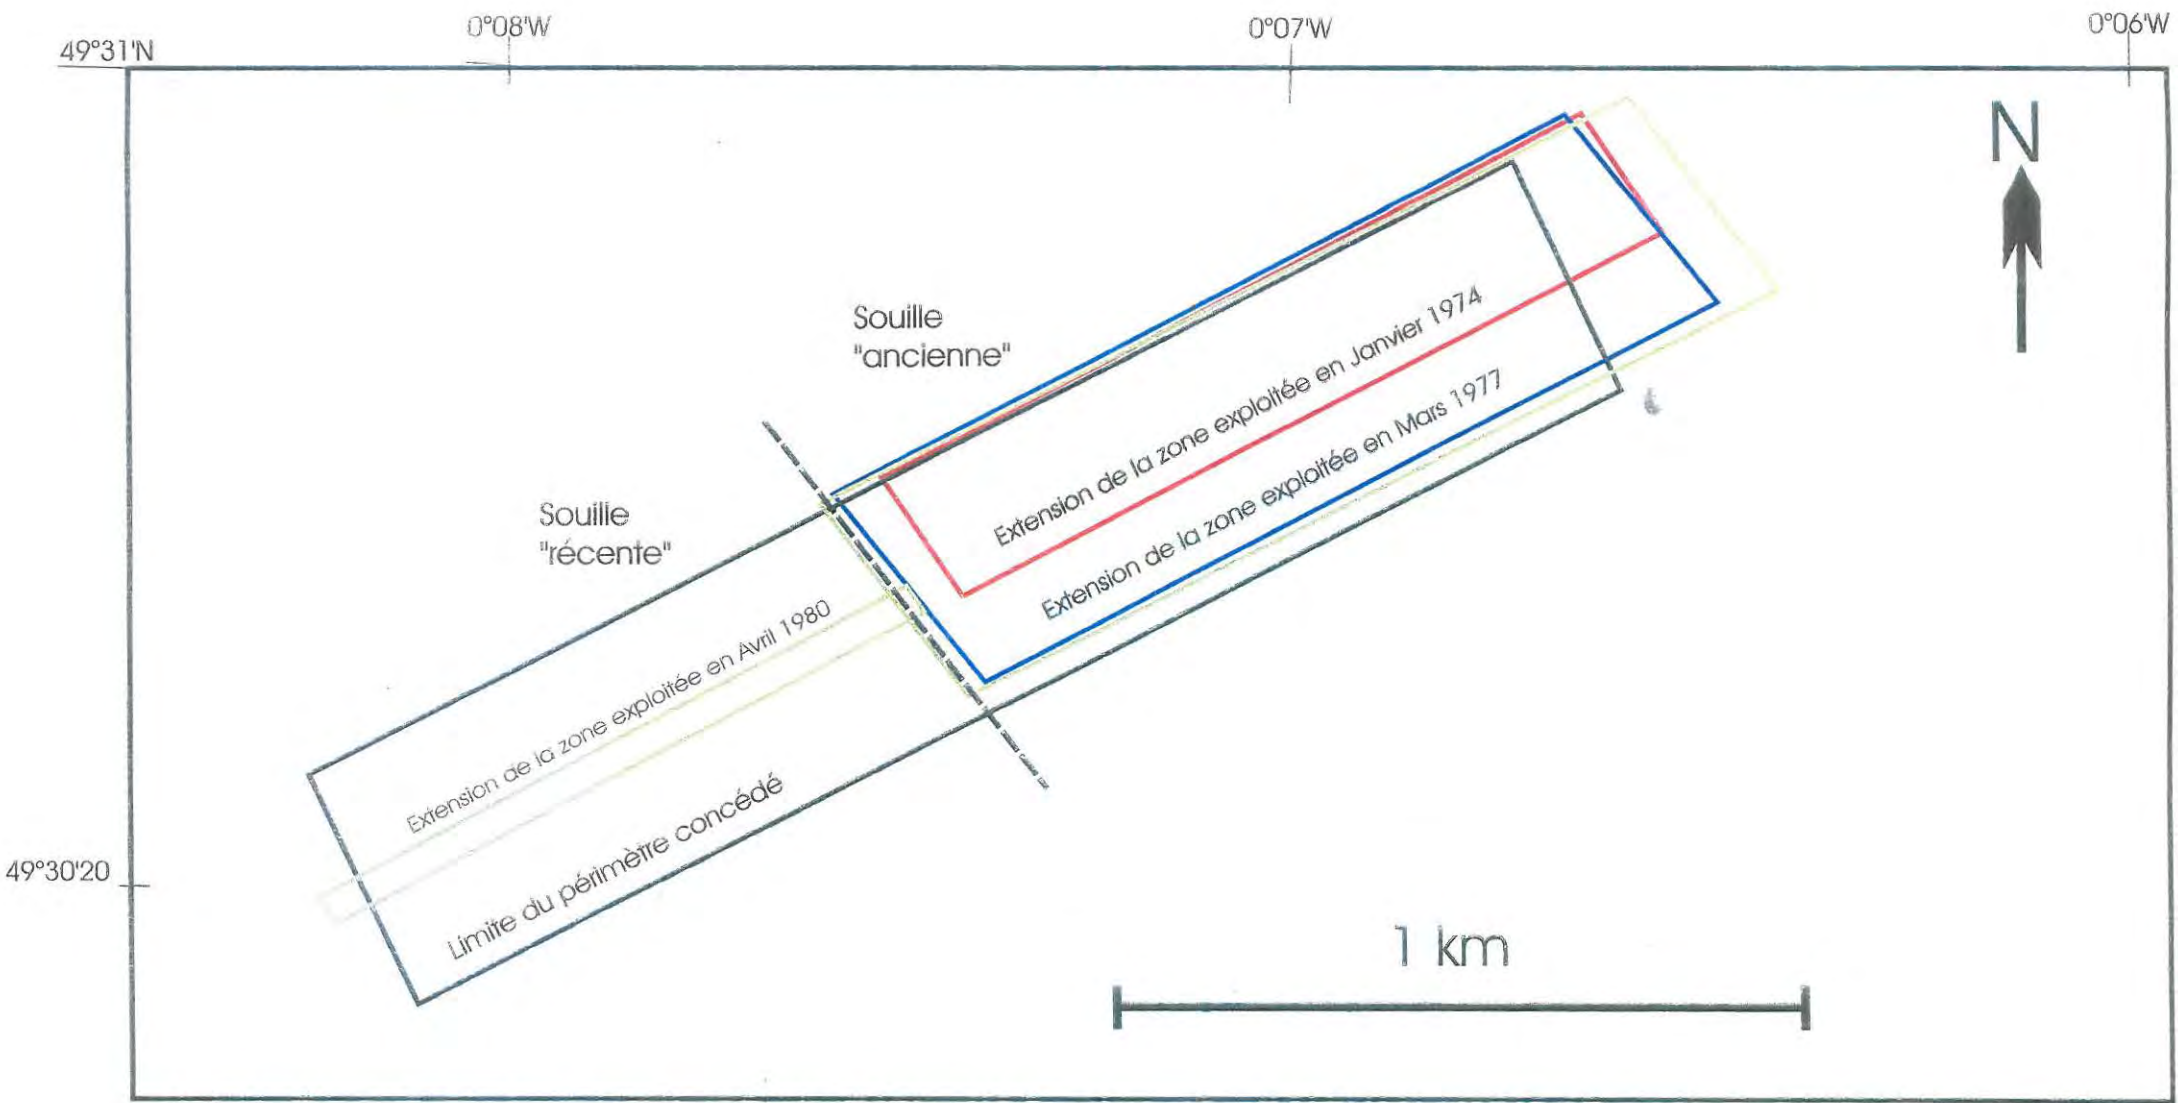 0°08'W
0°07'W
0°06'W
49°31'N
N
Souille
"ancienne"
Extension de la zone exploitée en Janvier 1974
Extension de la zone exploitée en Mars 1977
Souille
"récente"
Extension de la zone exploitée en Avril 1980
Limite du périmètre concédé
49°30'20
1 km